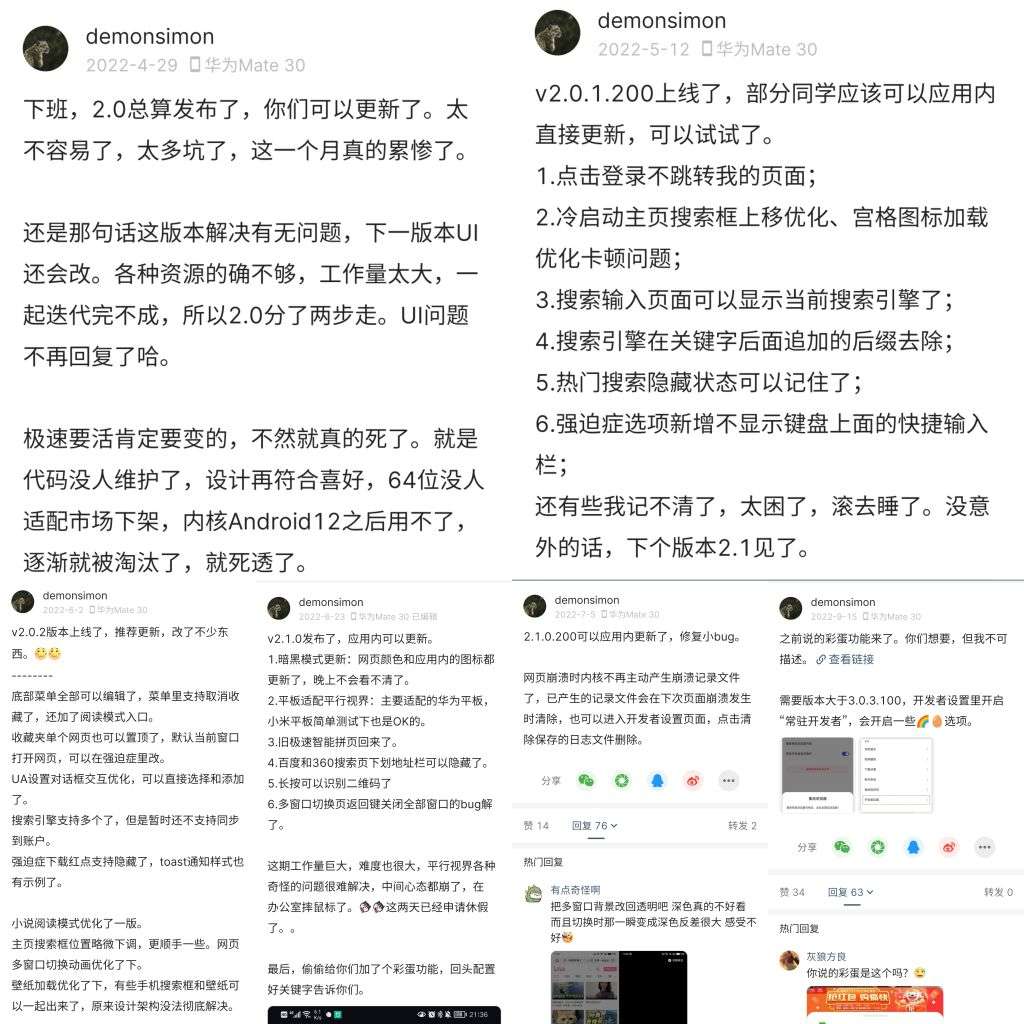 demonsimon
2022-4-29 华为Mate 30
下班，2.0总算发布了，你们可以更新了。太
不容易了，太多坑了，这一个月真的累惨了。
还是那句话这版本解决有无问题，下一版本UI
还会改。各种资源的确不够，工作量太大，一
起迭代完不成，所以2.0分了两步走。UI问题
不再回复了哈。
极速要活肯定要变的，不然就真的死了。就是
代码没人维护了，设计再符合喜好，64位没人
适配市场下架，内核Android12之后用不了，
逐渐就被淘汰了，就死透了。
demonsimon
2022-5-12 华为Mate 30
v2.0.1.200上线了，部分同学应该可以应用内
直接更新，可以试试了。
1.点击登录不跳转我的页面；
2.冷启动主页搜索框上移优化、宫格图标加载
优化卡顿问题；
3.搜索输入页面可以显示当前搜索引擎了；
4.搜索引擎在关键字后面追加的后缀去除；
5.热门搜索隐藏状态可以记住了；
6.强迫症选项新增不显示键盘上面的快捷输入
栏；
还有些我记不清了，太困了，滚去睡了。没意
外的话，下个版本2.1见了。
demonsimon
2022-6-2 华为Mate 30
v2.0.2版本上线了，推荐更新，改了不少东
西。
--------
底部菜单全部可以编辑了，菜单里支持取消收
藏了，还加了阅读模式入口。
收藏夹单个网页也可以置顶了，默认当前窗口
打开网页，可以在强迫症里改。
UA设置对话框交互优化，可以直接选择和添加
了。
搜索引擎支持多个了，但是暂时还不支持同步
到账户。
强迫症下载红点支持隐藏了，toast通知样式也
有示例了。
小说阅读模式优化了一版。
主页搜索框位置略微下调，更顺手一些。网页
多窗口切换动画优化了下。
壁纸加载优化了下，有些手机搜索框和壁纸可
以一起出来了，原来设计架构没法彻底解决。
demonsimon
2022-6-23 华为Mate 30 已编辑
v2.1.0发布了，应用内可以更新。
1.暗黑模式更新：网页颜色和应用内的图标都
更新了，晚上不会看不清了。
2.平板适配平行视界：主要适配的华为平板，
小米平板简单测试下也是OK的。
3.旧极速智能拼页回来了。
4.百度和360搜索页下划地址栏可以隐藏了。
5.长按可以识别二维码了
6.多窗口切换页返回键关闭全部窗口的bug解
了。
这期工作量巨大，难度也很大，平行视界各种
奇怪的问题很难解决，中间心态都崩了，在
办公室摔鼠标了。这两天已经申请休假
了。。
最后，偷偷给你们加了个彩蛋功能，回头配置
好关键字告诉你们。
21:36
demonsimon
2022-7-5 华为Mate 30
2.1.0.200可以应用内更新了，修复小bug。
网页崩溃时内核不再主动产生崩溃记录文件
了，已产生的记录文件会在下次页面崩溃发生
时清除，也可以进入开发者设置页面，点击清
除保存的日志文件删除。
分享
赞 14 回复 76 转发 2
热门回复
有点奇怪啊
把多窗口背景改回透明吧 深色真的不好看
而且切换时那一瞬变成深色反差很大 感受不
好
demonsimon
2022-9-15 华为Mate 30
之前说的彩蛋功能来了。你们想要，但我不可
描述。查看链接
需要版本大于3.0.3.100，开发者设置里开启
“常驻开发者”，会开启一些选项。
分享
赞 34 回复 63 转发 0
热门回复
灰狼方良
你说的彩蛋是这个吗？
抢红包 购痛快